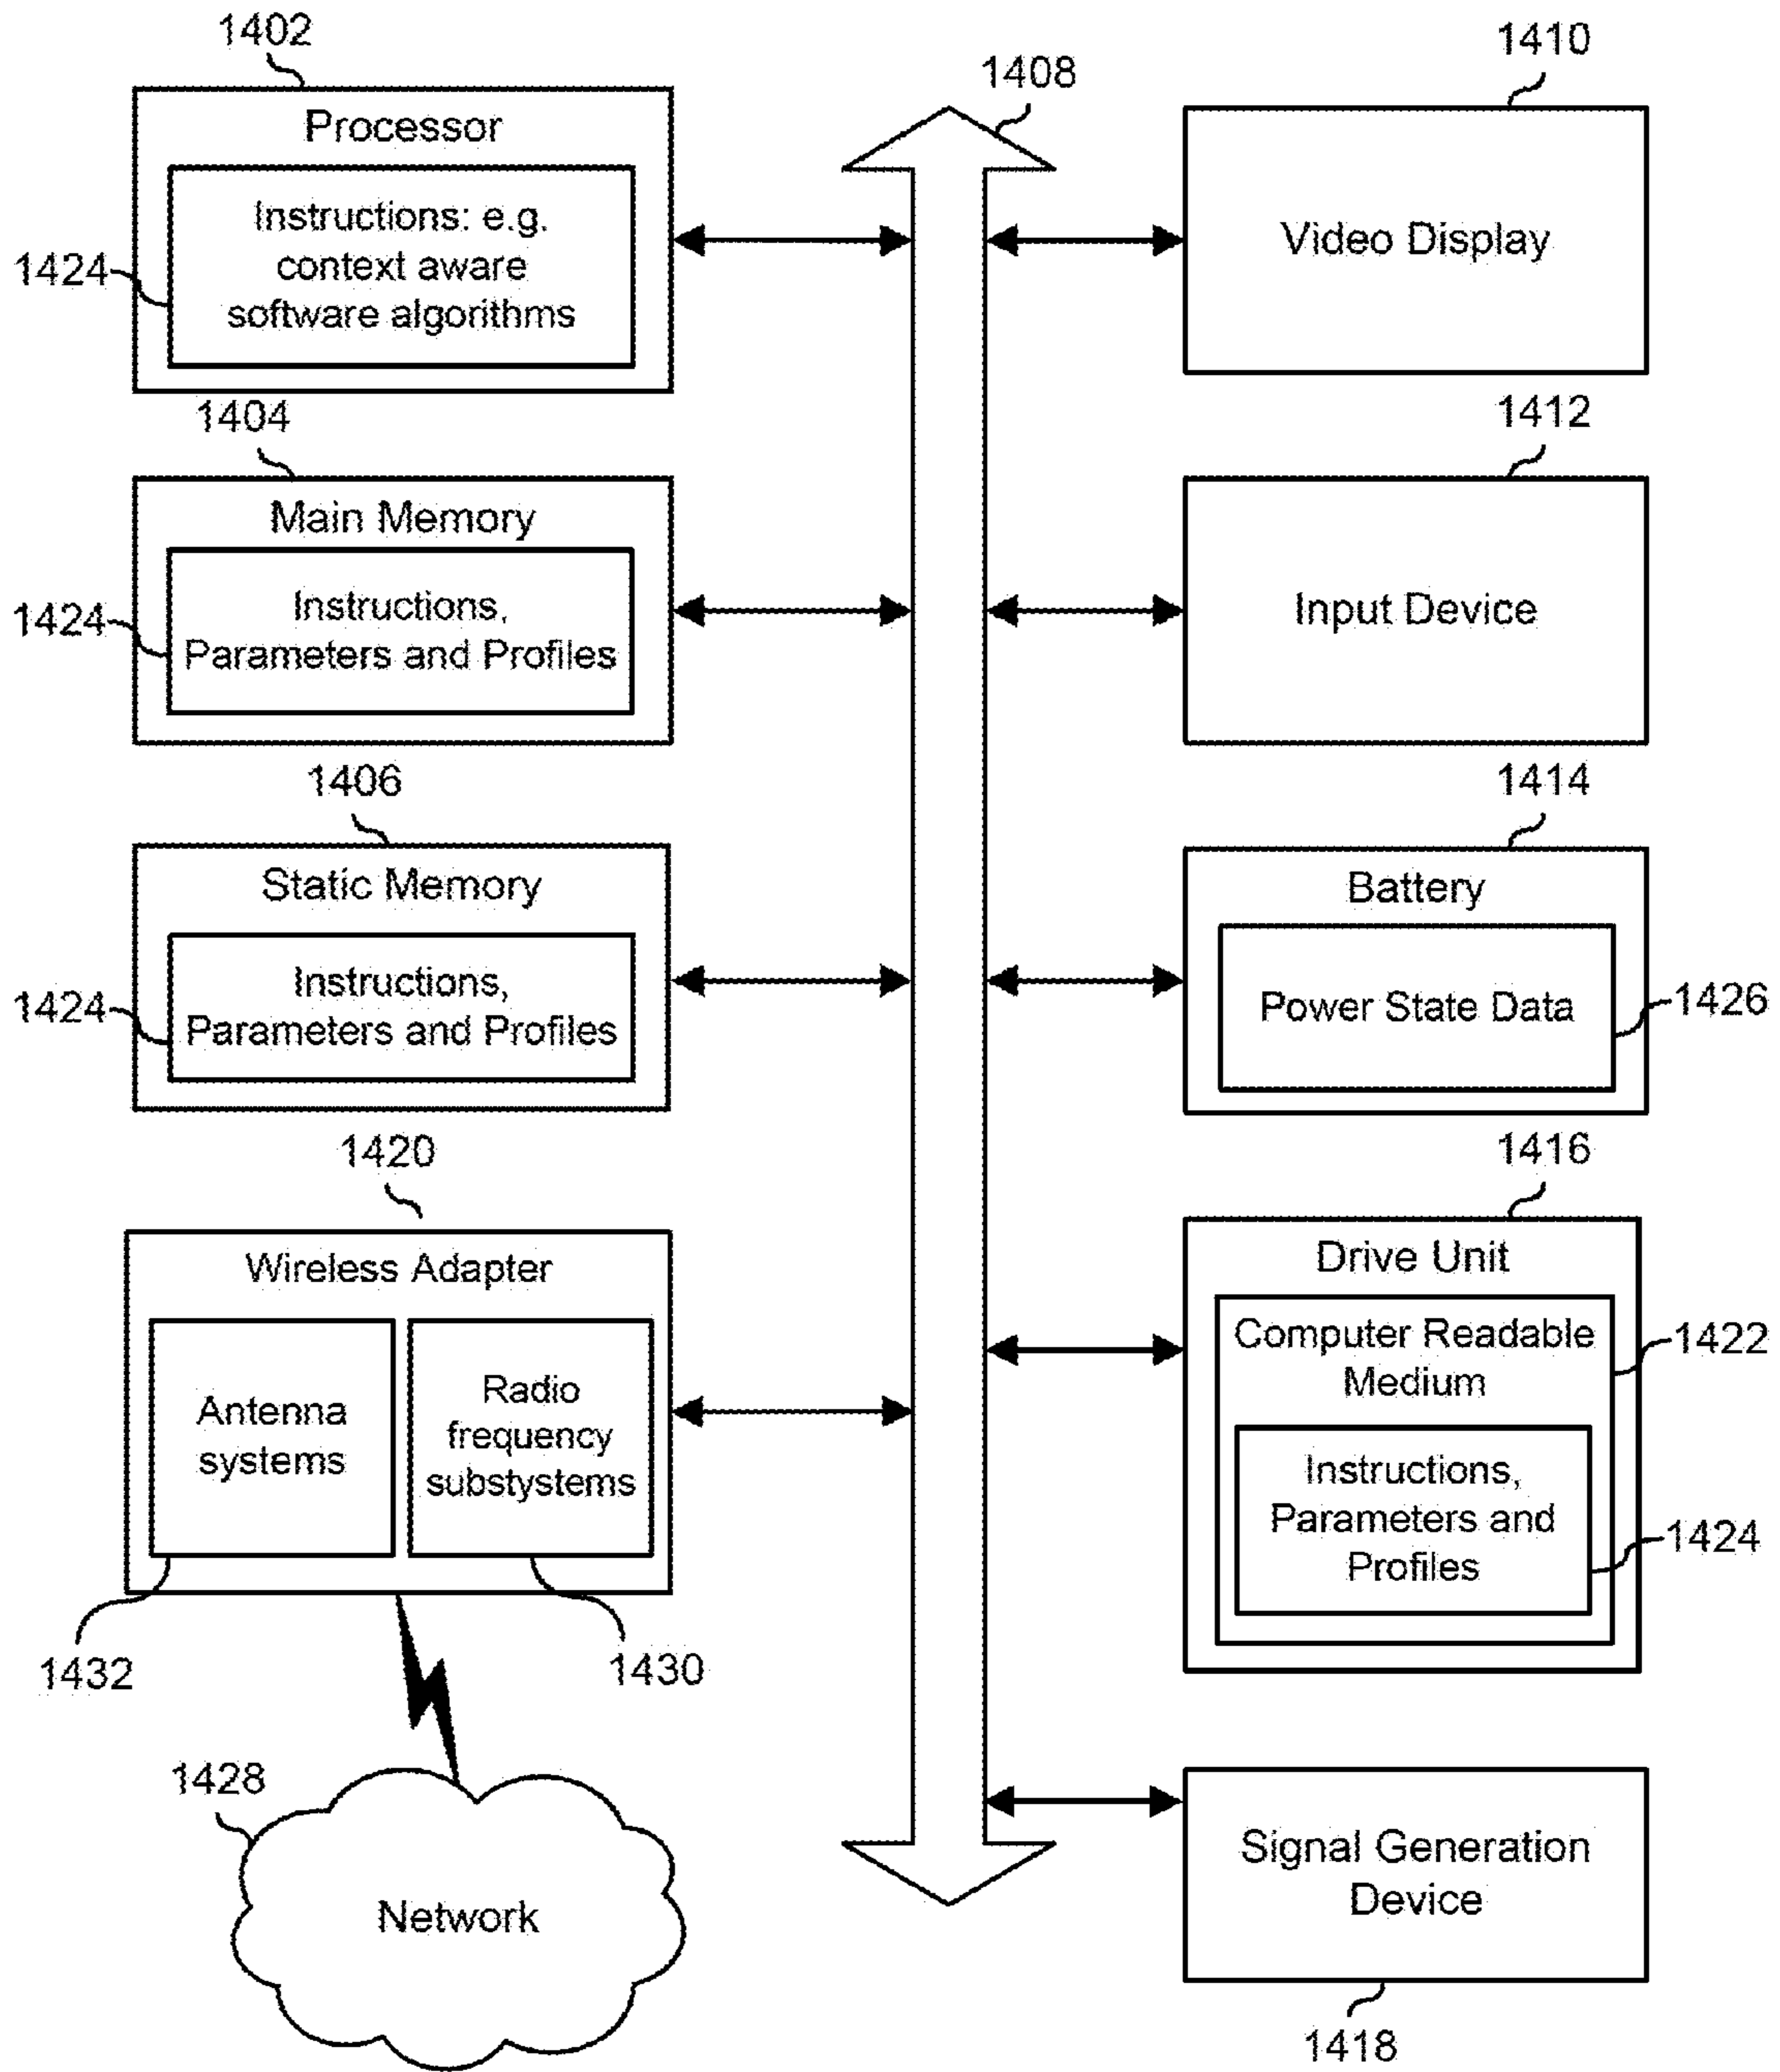 1402
Processor
Instructions: e.g.
context aware
software algorithms
1424
1404
Main Memory
Instructions,
Parameters and Profiles
1424
1406
Static Memory
Instructions,
Parameters and Profiles
1424
1420
Wireless Adapter
Antenna
systems
Radio
frequency
substystems
1432
1430
1428
Network
1408
1410
Video Display
1412
Input Device
1414
Battery
Power State Data
1426
1416
Drive Unit
Computer Readable
Medium
1422
Instructions,
Parameters and
Profiles
1424
Signal Generation
Device
1418